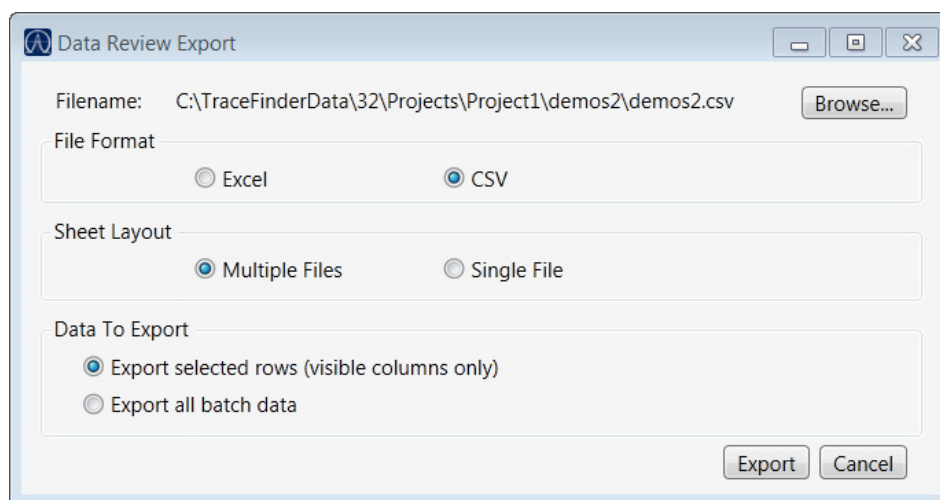 Data Review Export
Filename: C:\TraceFinderData\32\Projects\Project1\demos2\demos2.csv Browse...
File Format
Excel CSV
Sheet Layout
Multiple Files Single File
Data To Export
Export selected rows (visible columns only)
Export all batch data
Export Cancel